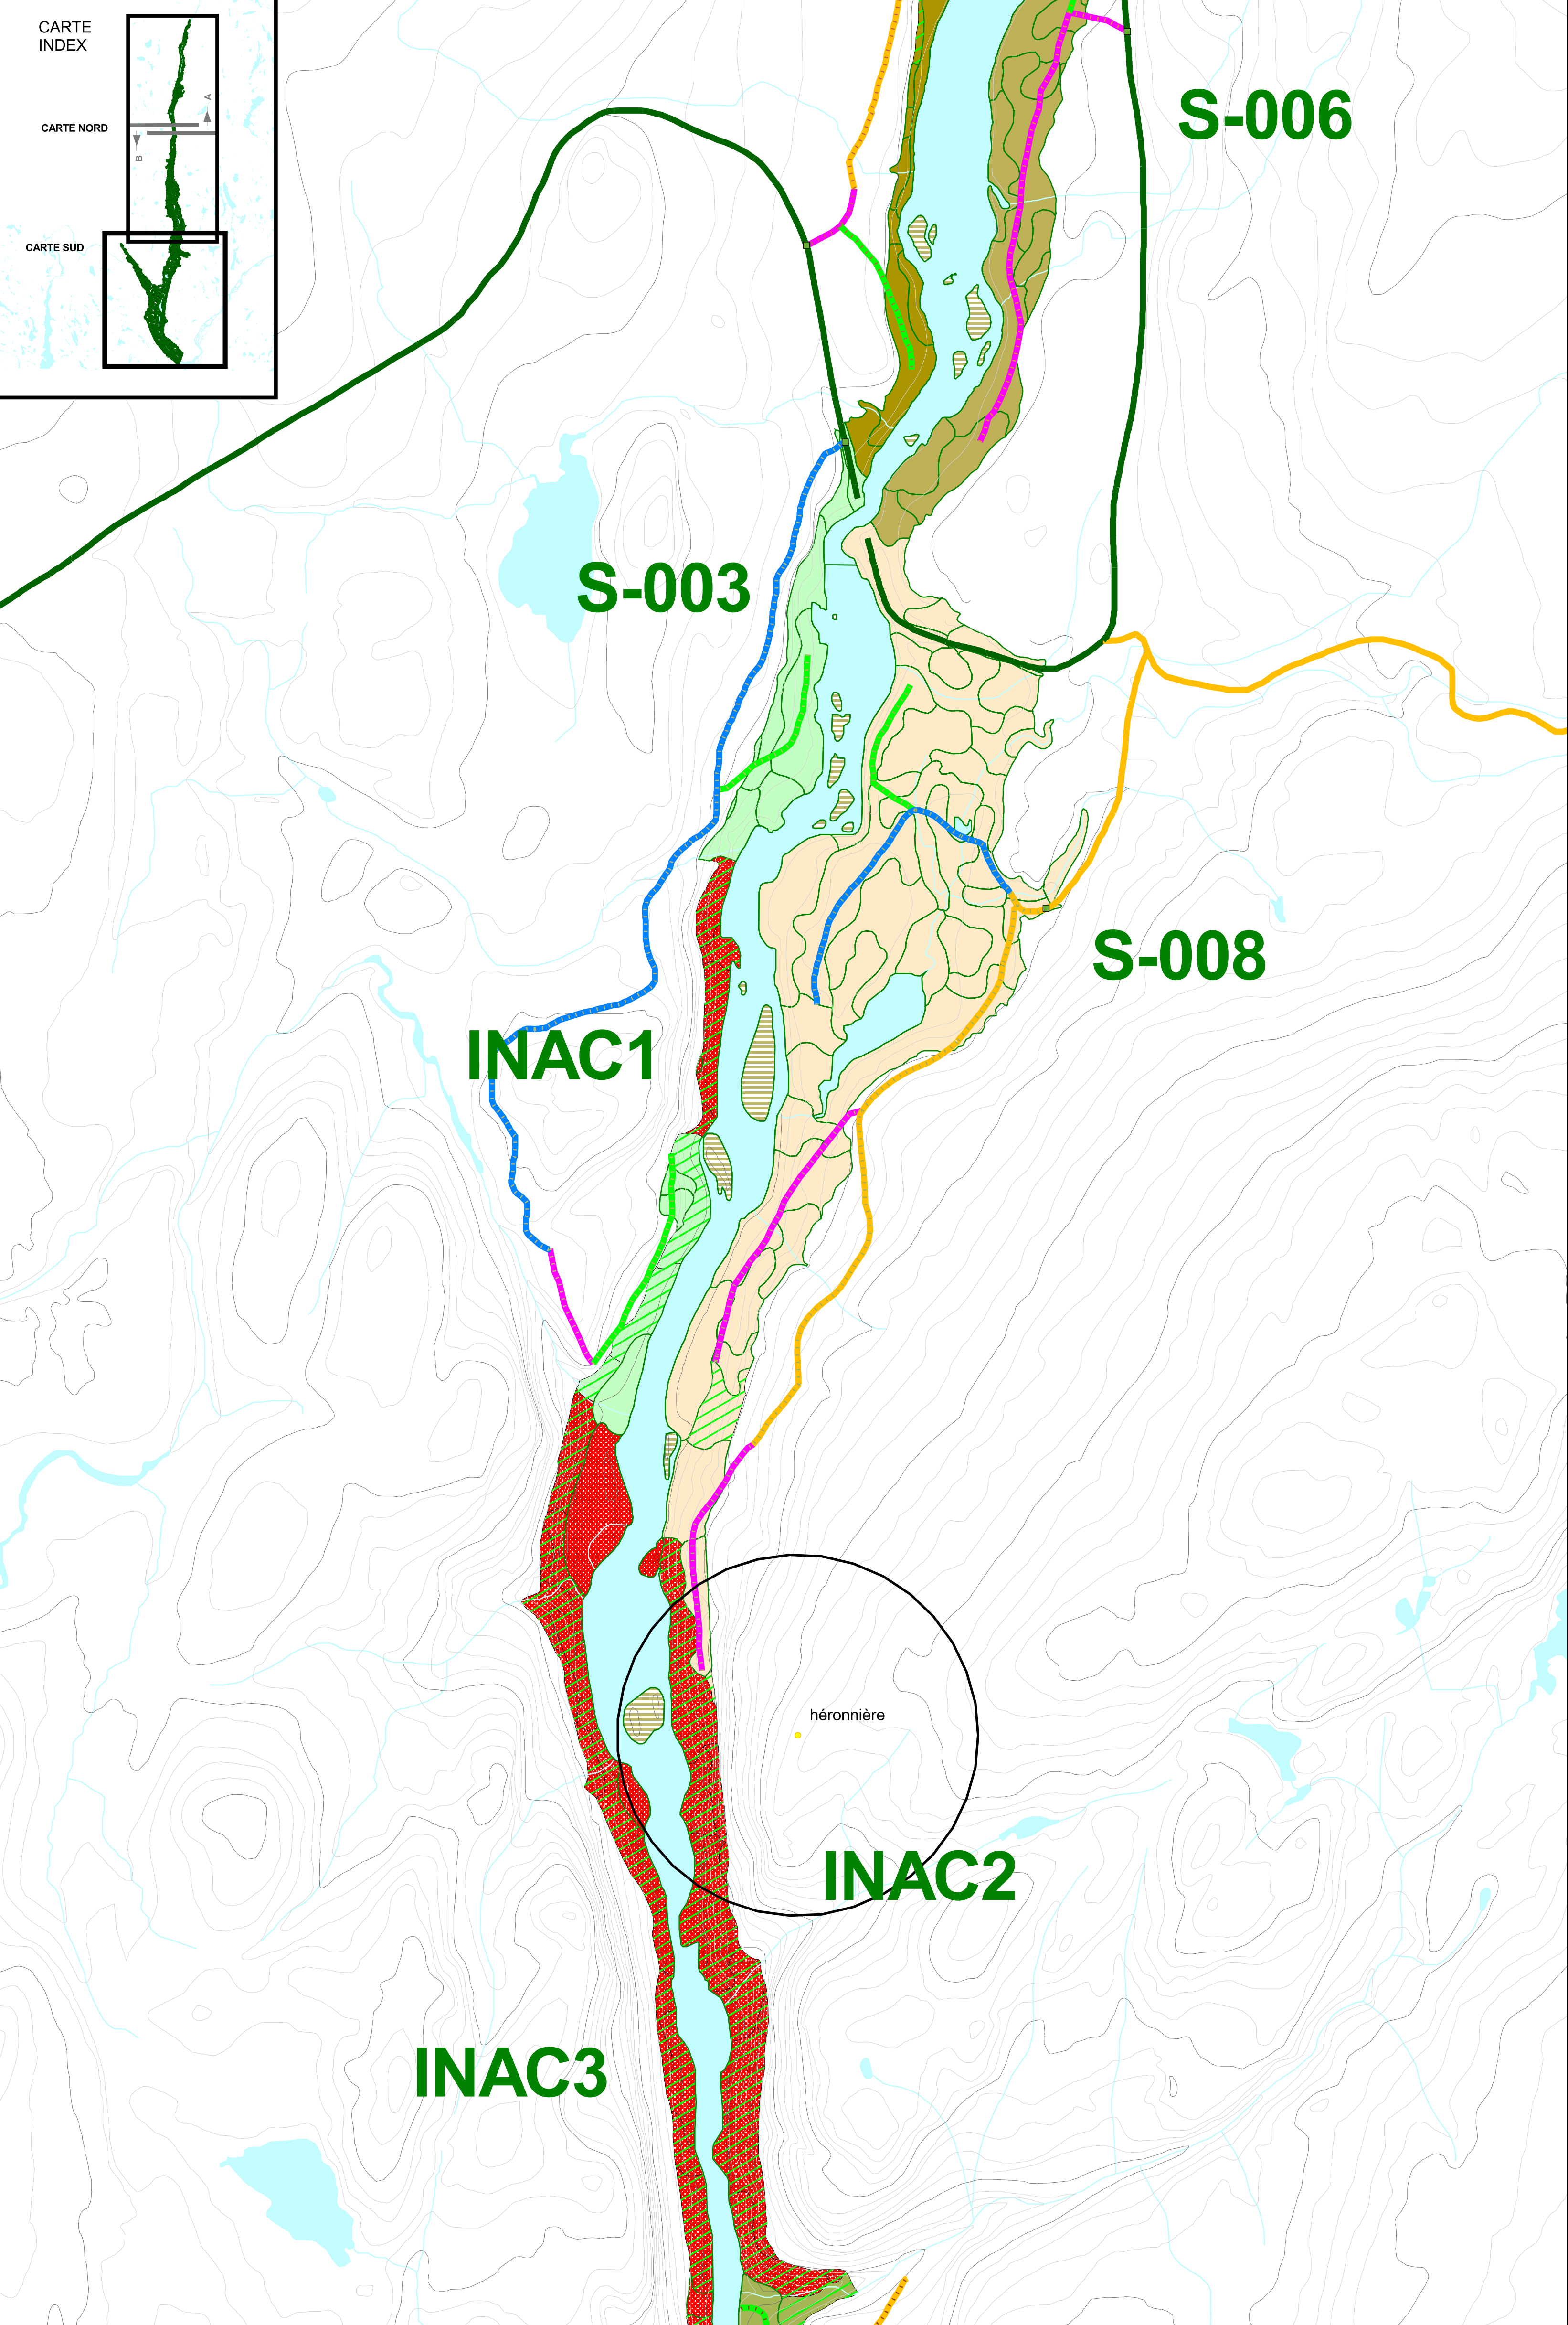 CARTE
INDEX
A
CARTE NORD
B
CARTE SUD
S-006
S-003
S-008
INAC1
héronnière
INAC2
INAC3